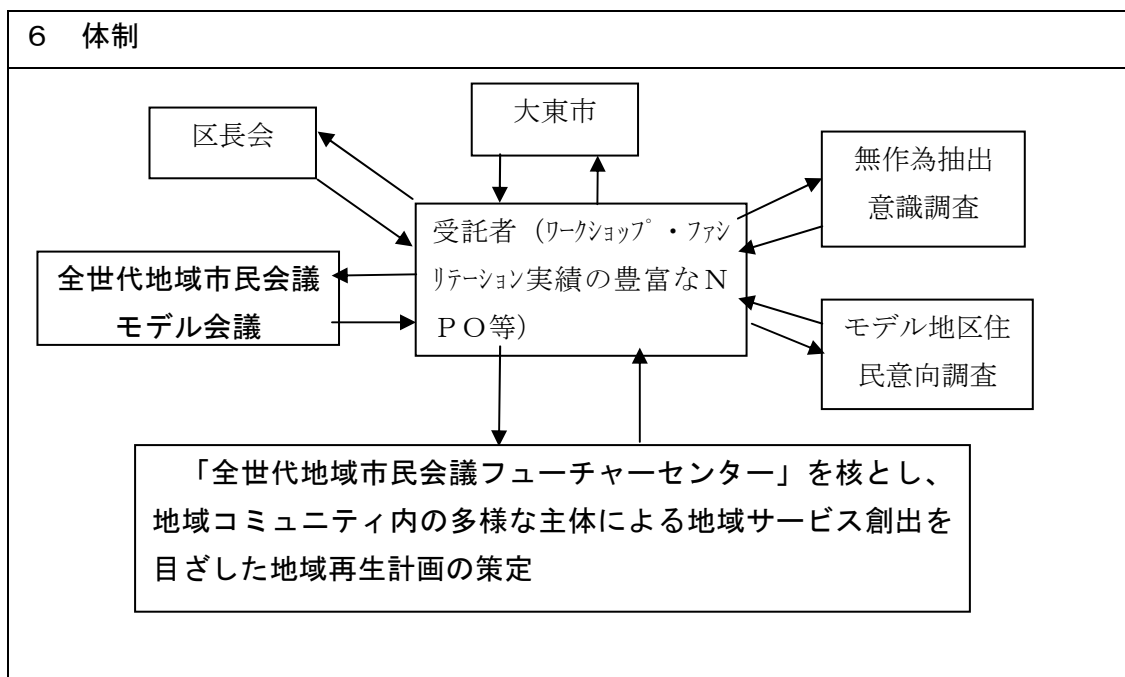 ６　体制
大東市
区長会
無作為抽出
意識調査
受託者（ﾜｰｸｼｮｯﾌﾟ・ﾌｧｼ
ﾘﾃｰｼｮﾝ実績の豊富なＮ
ＰＯ等）
全世代地域市民会議
モデル会議
モデル地区住
民意向調査
「全世代地域市民会議フューチャーセンター」を核とし、
地域コミュニティ内の多様な主体による地域サービス創出を
目ざした地域再生計画の策定